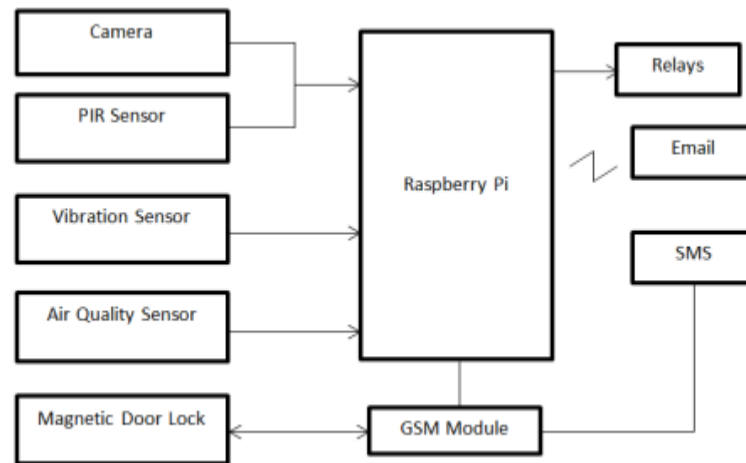 Camera
PIR Sensor
Vibration Sensor
Air Quality Sensor
Magnetic Door Lock
Raspberry Pi
GSM Module
Relays
Email
SMS